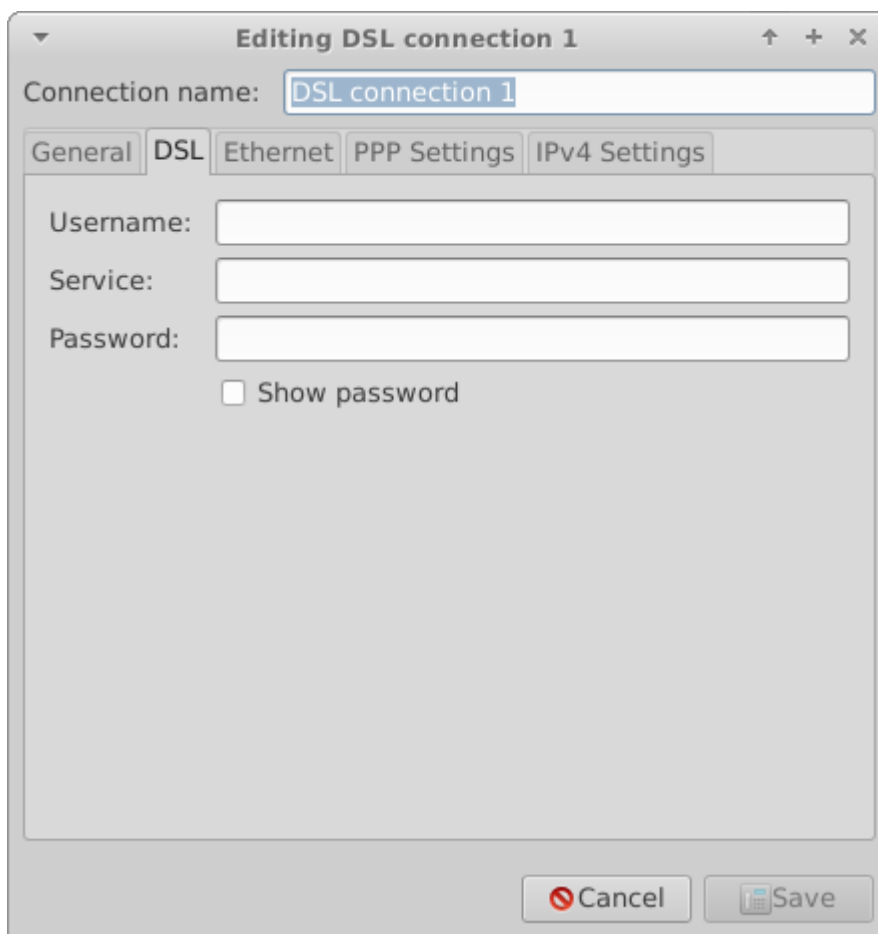 Editing DSL connection 1
Connection name: DSL connection 1
General DSL Ethernet PPP Settings IPv4 Settings
Username:
Service:
Password:
Show password
Cancel Save